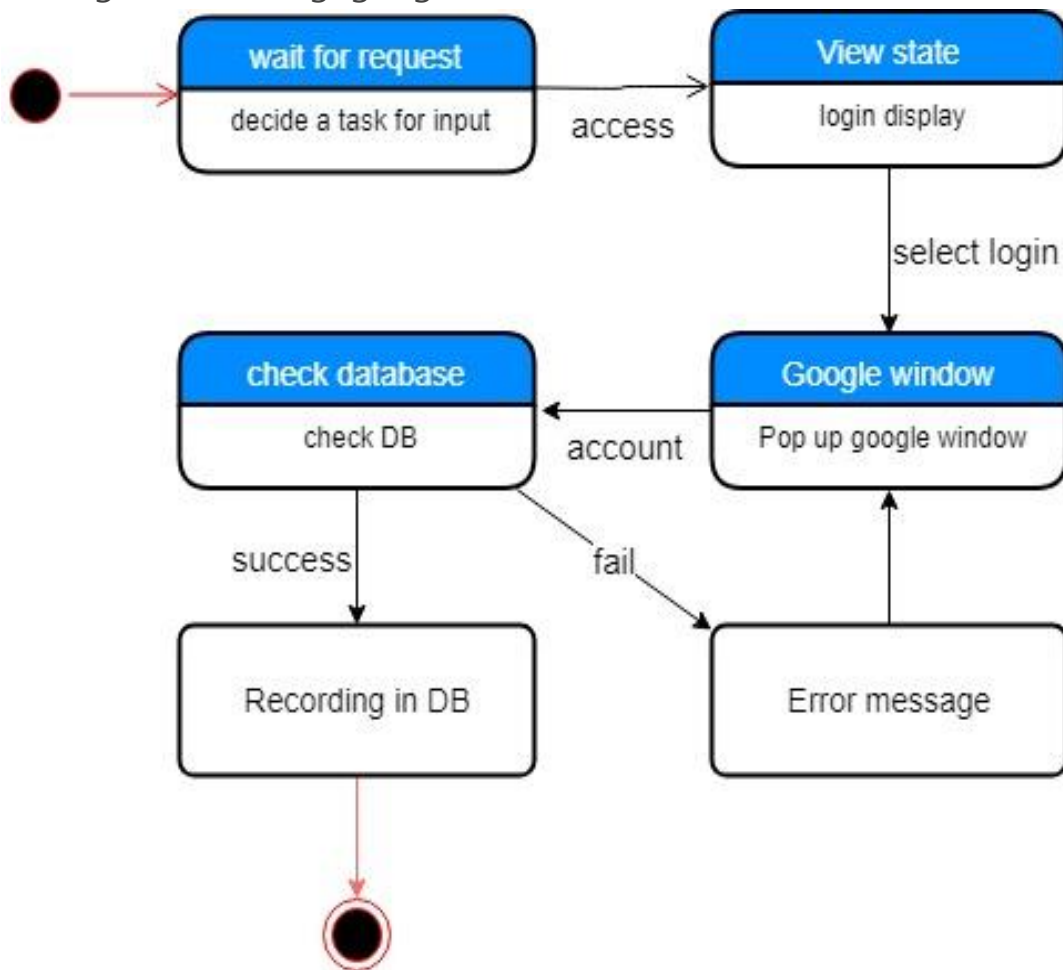 wait for request
decide a task for input
access
View state
login display
select login
check database
check DB
account
Google window
Pop up google window
success
fail
Recording in DB
Error message